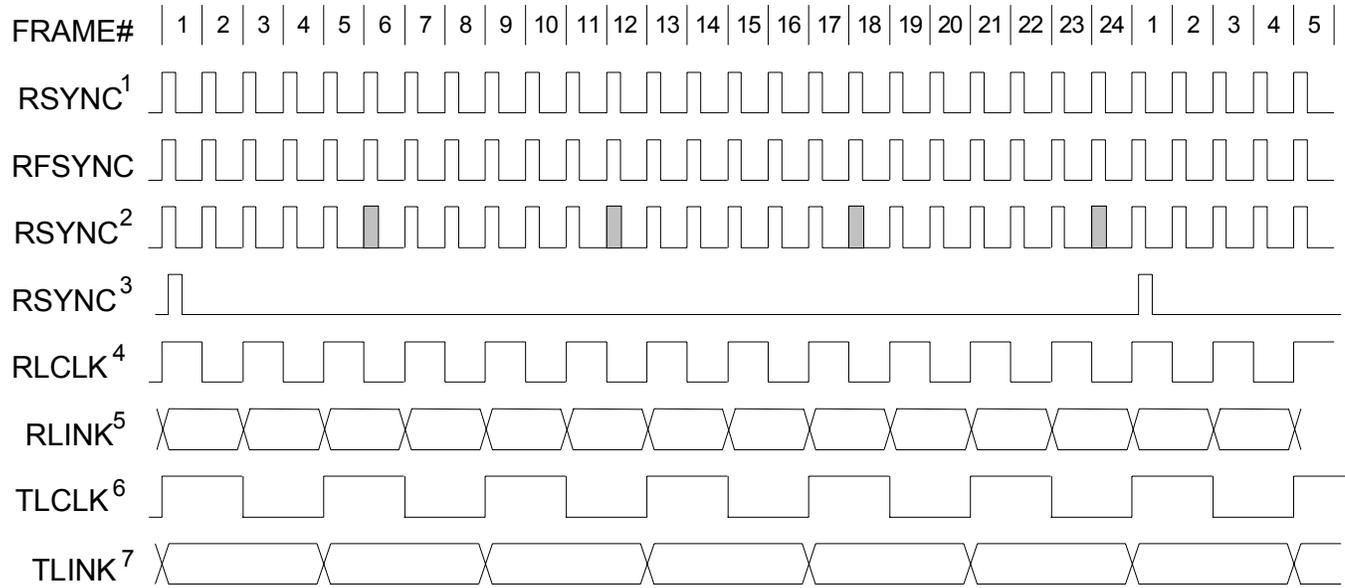 FRAME# 1 2 3 4 5 6 7 8 9 10 11 12 13 14 15 16 17 18 19 20 21 22 23 24 1 2 3 4 5
RSYNC¹
RFSYNC
RSYNC²
RSYNC³
RLCLK⁴
RLINK⁵
TLCLK⁶
TLINK⁷